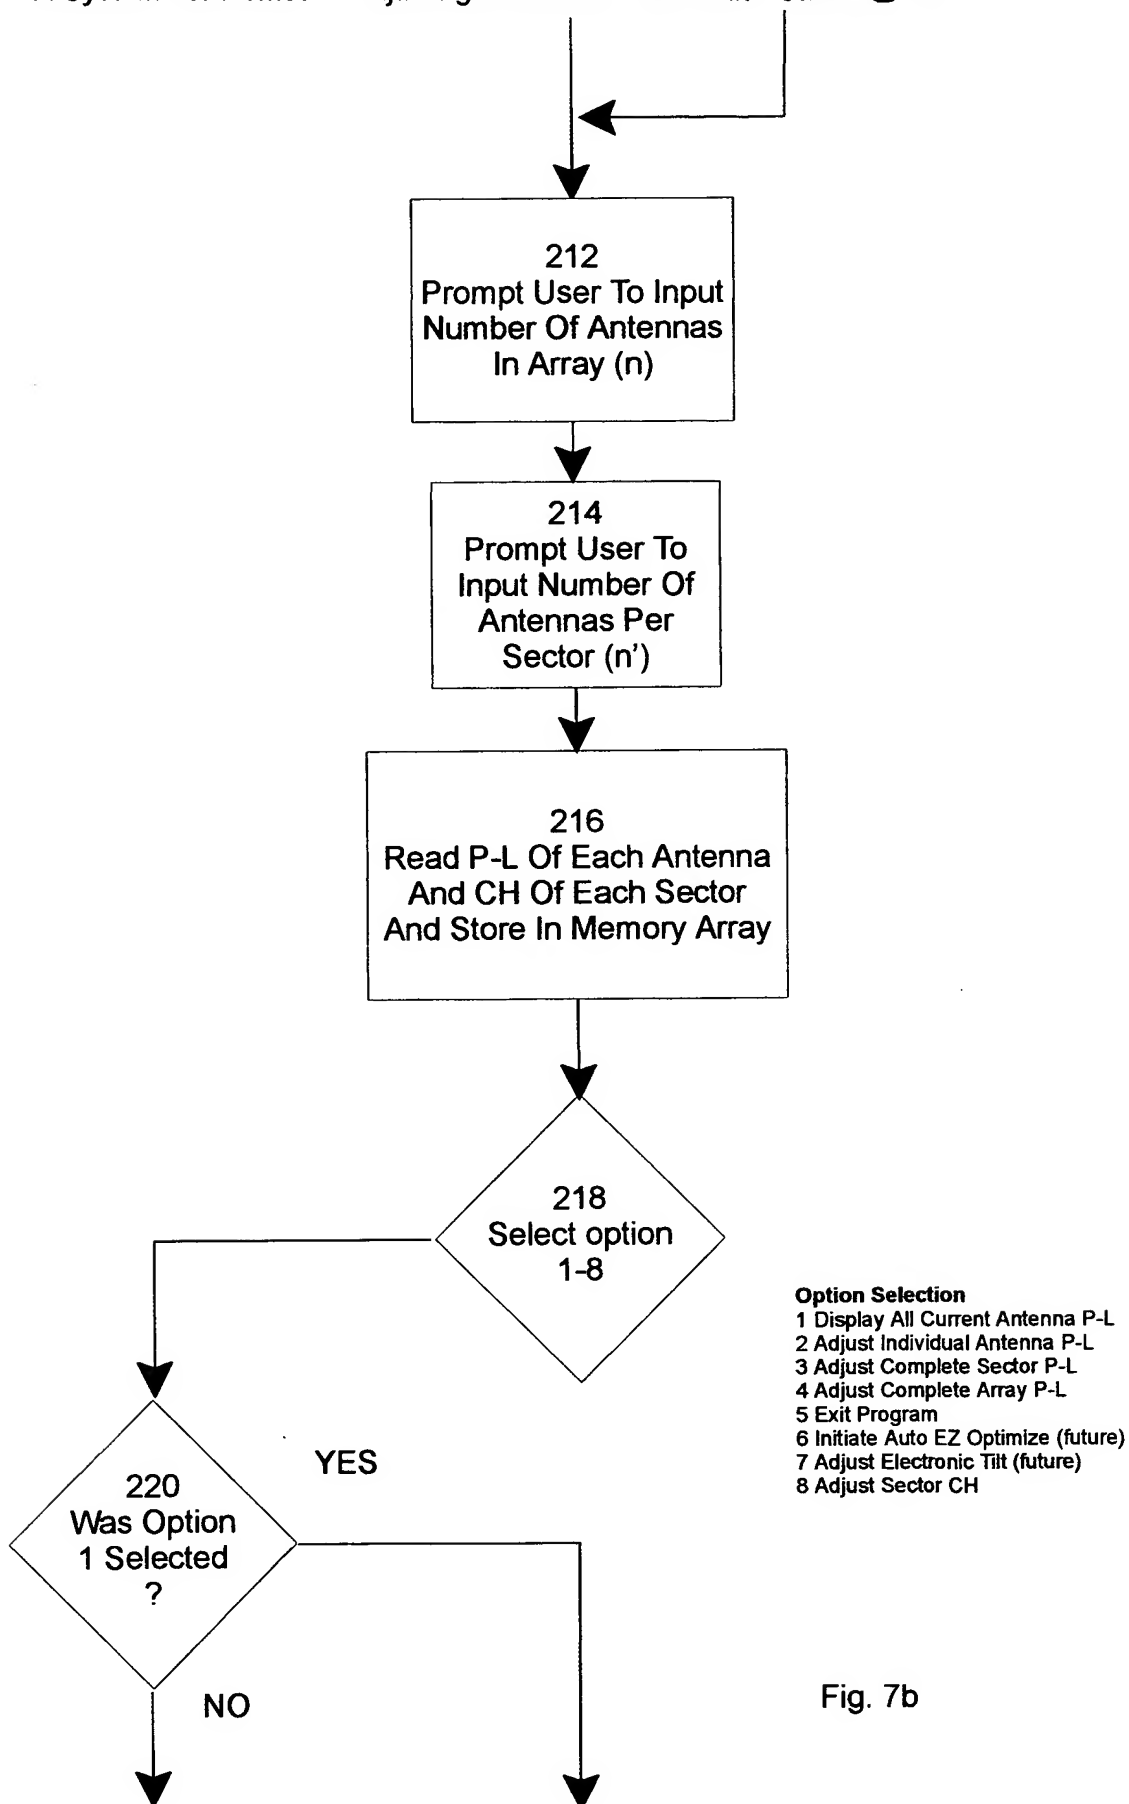 212
Prompt User To Input
Number Of Antennas
In Array (n)
214
Prompt User To
Input Number Of
Antennas Per
Sector (n')
216
Read P-L Of Each Antenna
And CH Of Each Sector
And Store In Memory Array
218
Select option
1-8
Option Selection
1 Display All Current Antenna P-L
2 Adjust Individual Antenna P-L
3 Adjust Complete Sector P-L
4 Adjust Complete Array P-L
5 Exit Program
6 Initiate Auto EZ Optimize (future)
7 Adjust Electronic Tilt (future)
8 Adjust Sector CH
YES
220
Was Option
1 Selected
?
NO
Fig. 7b